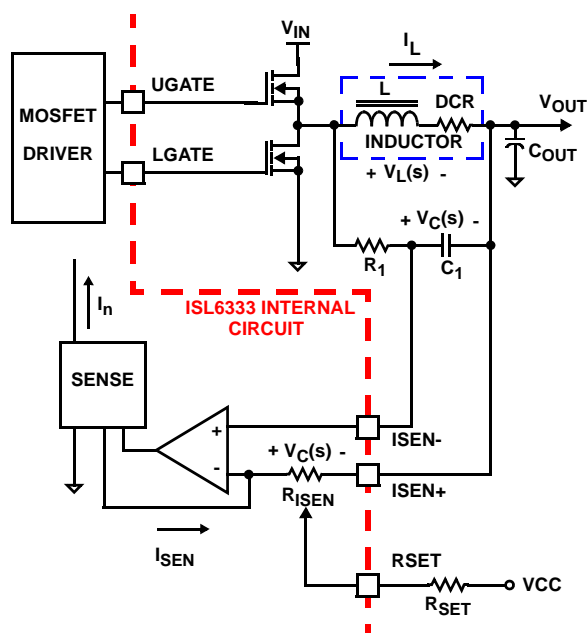 V_IN
I_L
UGATE
L
DCR
V_OUT
MOSFET
DRIVER
INDUCTOR
C_OUT
LGATE
+ V_L(s) -
+ V_C(s) -
R_1
C_1
I_n
ISL6333 INTERNAL
CIRCUIT
SENSE
+
ISEN-
+ V_C(s) -
-
R_ISEN
ISEN+
I_SEN
RSET
VCC
R_SET